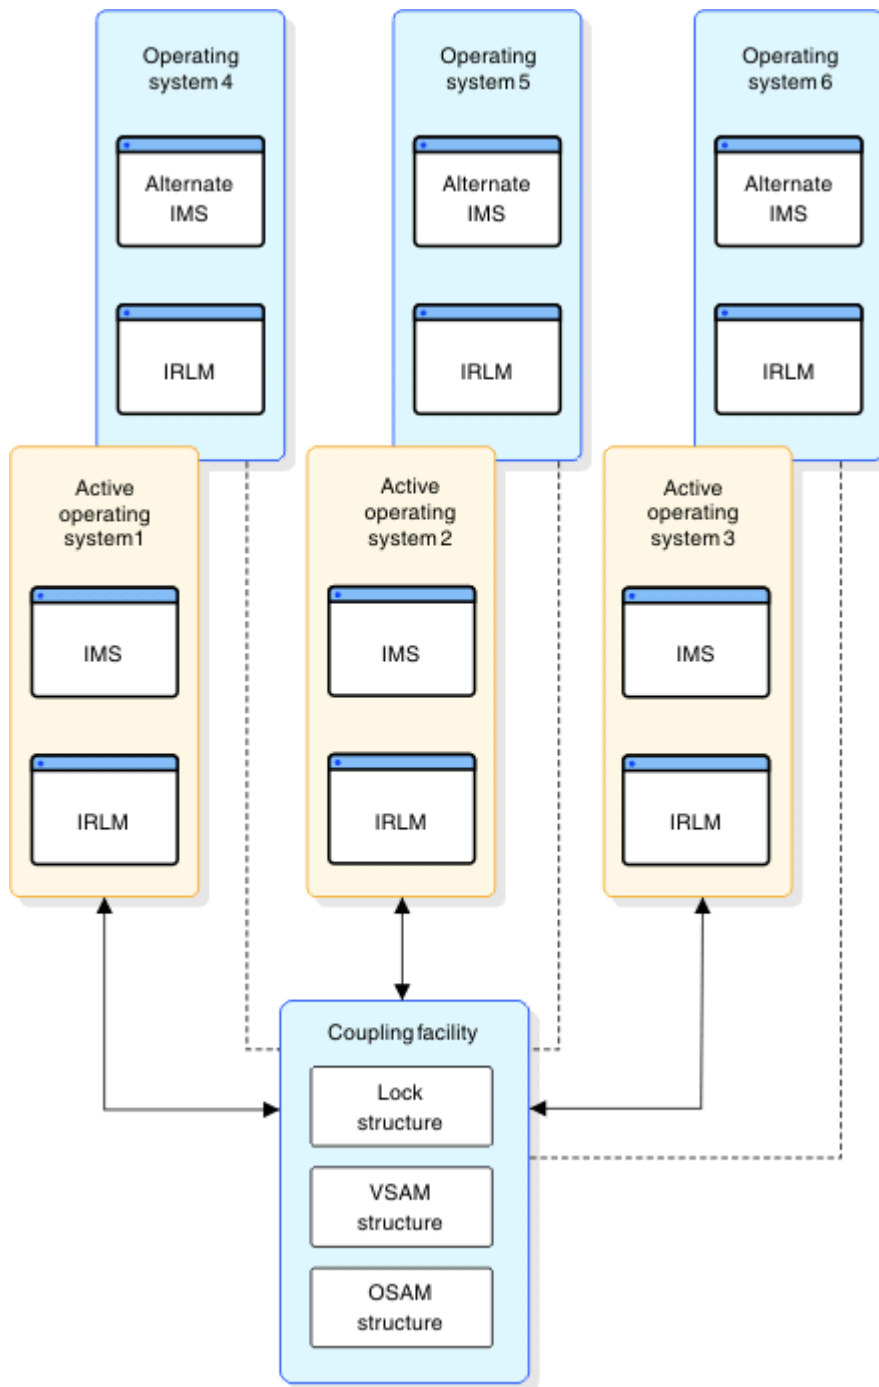 Operating
system 4
Alternate
IMS
IRLM
Operating
system 5
Alternate
IMS
IRLM
Operating
system 6
Alternate
IMS
IRLM
Active
operating
system1
IMS
IRLM
Active
operating
system 2
IMS
IRLM
Active
operating
system 3
IMS
IRLM
Coupling facility
Lock
structure
VSAM
structure
OSAM
structure